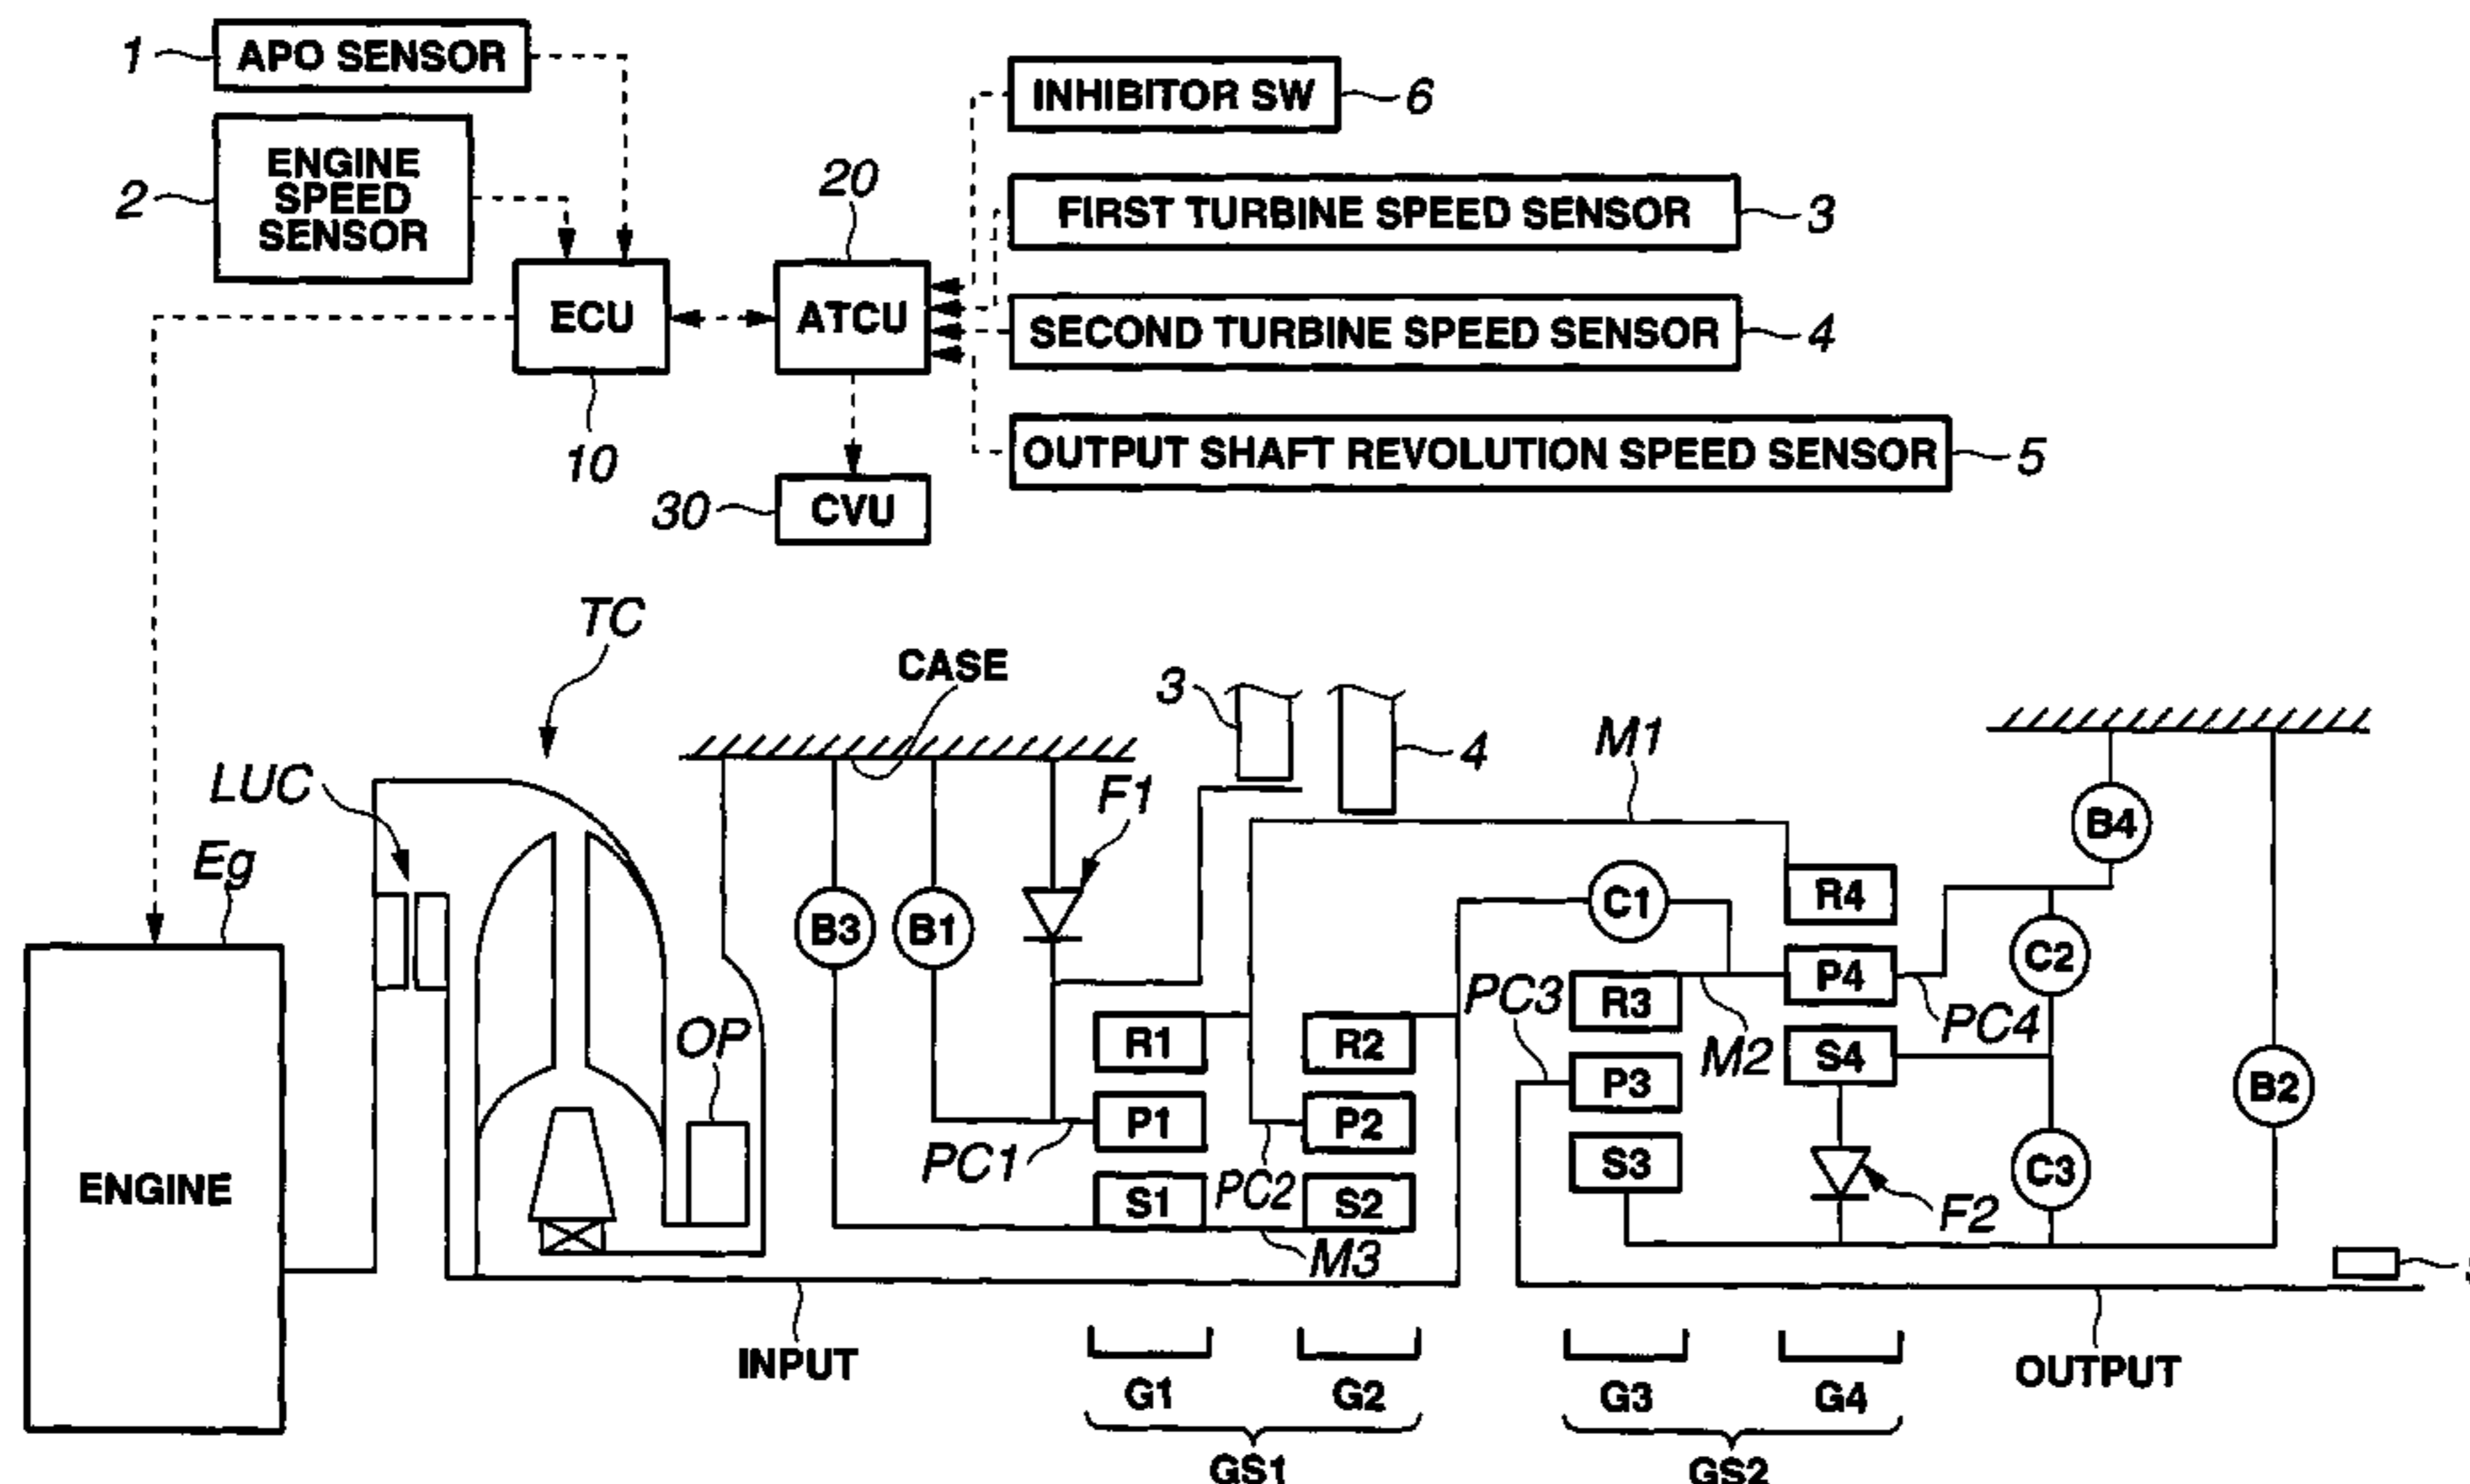 1
APO SENSOR
2
ENGINE
SPEED
SENSOR
INHIBITOR SW
6
FIRST TURBINE SPEED SENSOR
3
20
ECU
ATCU
SECOND TURBINE SPEED SENSOR
4
10
OUTPUT SHAFT REVOLUTION SPEED SENSOR
5
30
CVU
TC
CASE
3
4
M1
LUC
F1
Eg
B4
B3
B1
C1
R4
C2
P4
PC3
R3
PC4
OP
R1
R2
M2
S4
P3
B2
P1
P2
PC1
S3
C3
ENGINE
S1
PC2
S2
F2
M3
INPUT
OUTPUT
G1
G2
G3
G4
GS1
GS2